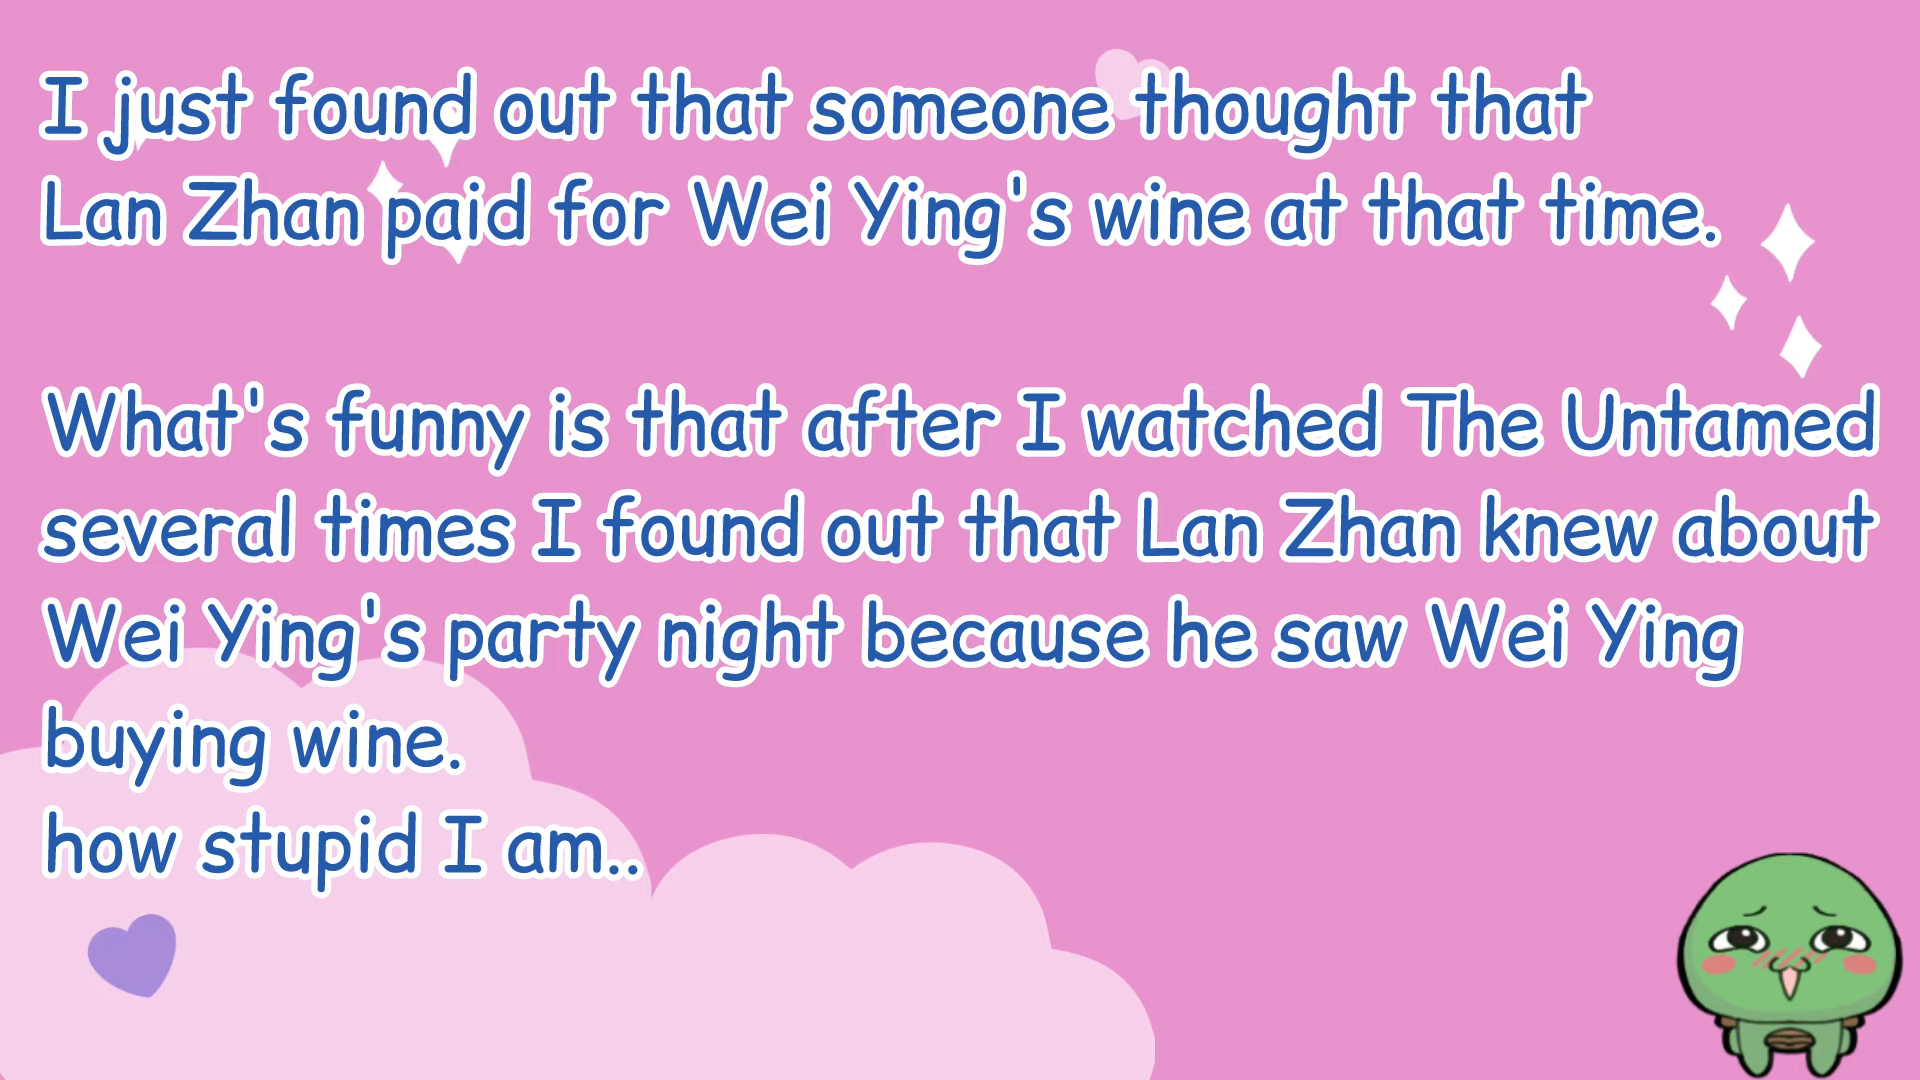 I just found out that someone thought that
Lan Zhan paid for Wei Ying's wine at that time.
What's funny is that after I watched The Untamed
several times I found out that Lan Zhan knew about
Wei Ying's party night because he saw Wei Ying
buying wine.
how stupid I am..